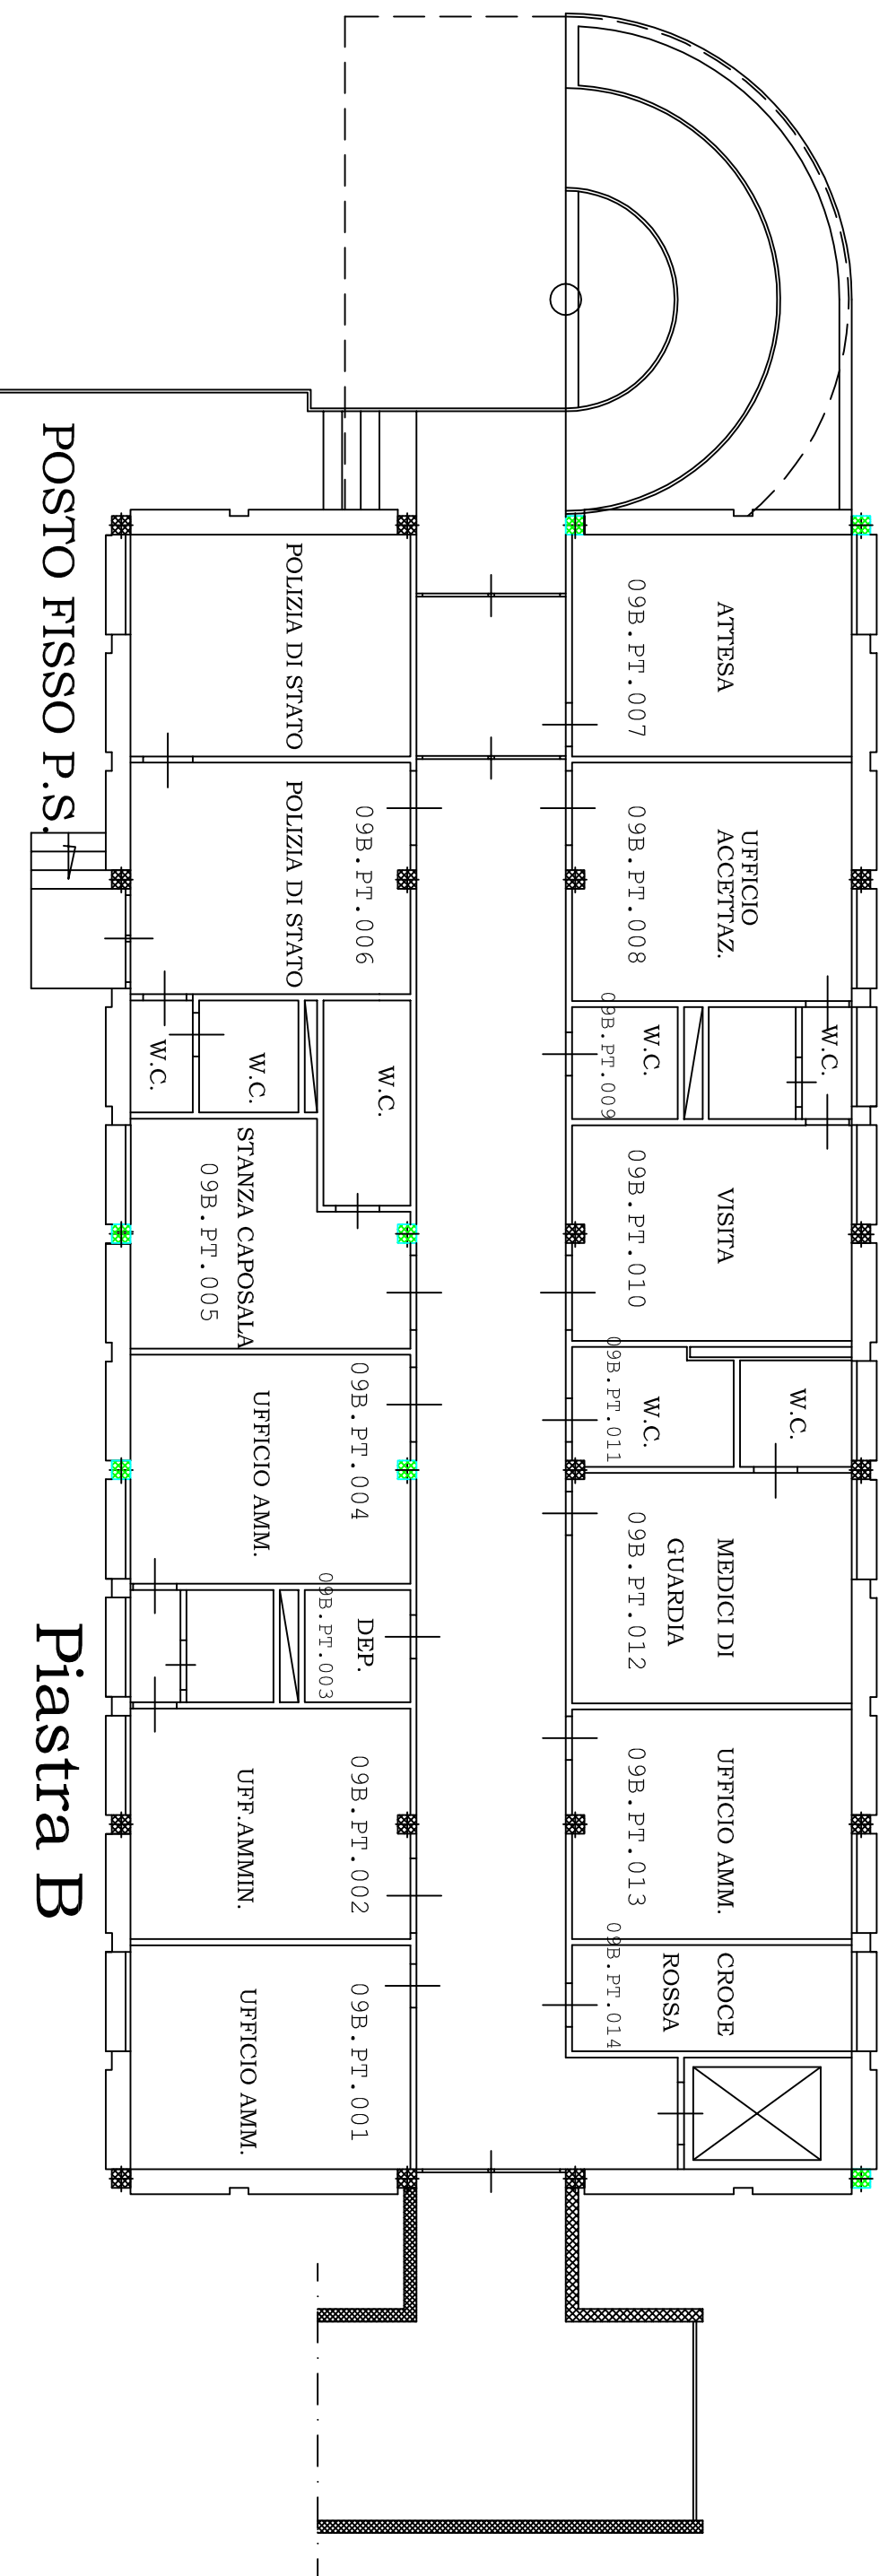 ATTESA
09B.PT.007
UFFICIO
ACCETTAZ.
09B.PT.008
W.C.
W.C.
09B.PT.009
VISITA
09B.PT.010
W.C.
W.C.
09B.PT.011
MEDICI DI
GUARDIA
09B.PT.012
UFFICIO AMM.
09B.PT.013
CROCE
ROSSA
09B.PT.014
POLIZIA DI STATO
09B.PT.006
POLIZIA DI STATO
W.C.
W.C.
W.C.
STANZA CAPOSALA
09B.PT.005
09B.PT.004
UFFICIO AMM.
DEP.
09B.PT.003
09B.PT.002
UFF.AMMIN.
09B.PT.001
UFFICIO AMM.
POSTO FISSO P.S.
Piastra B